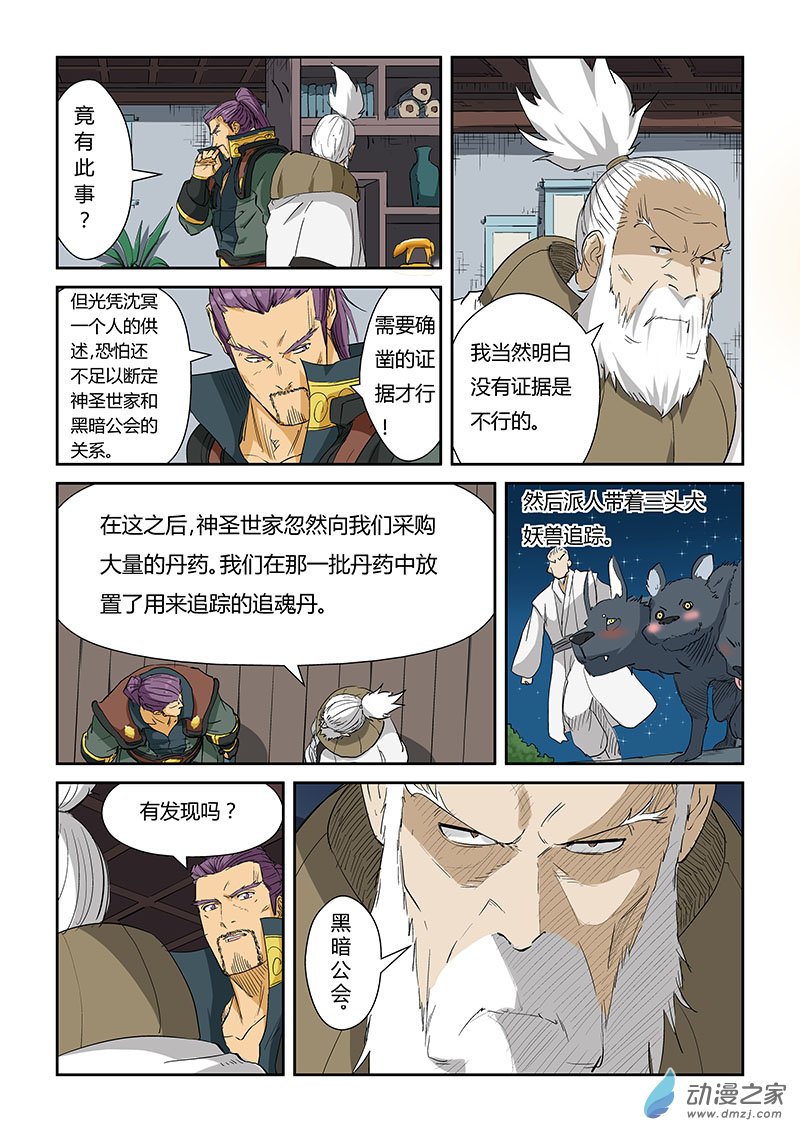 竟有此事？
但光凭沈冥
一个人的供
述，恐怕还
不足以断定
神圣世家和
黑暗公会的
关系。
需要确
凿的证
据才行
！
我当然明白
没有证据是
不行的。
在这之后，神圣世家忽然向我们采购
大量的丹药。我们在那一批丹药中放
置了用来追踪的追魂丹。
然后派人带着三头犬
妖兽追踪。
有发现吗？
黑暗公会。
动漫之家
www.dmzj.com